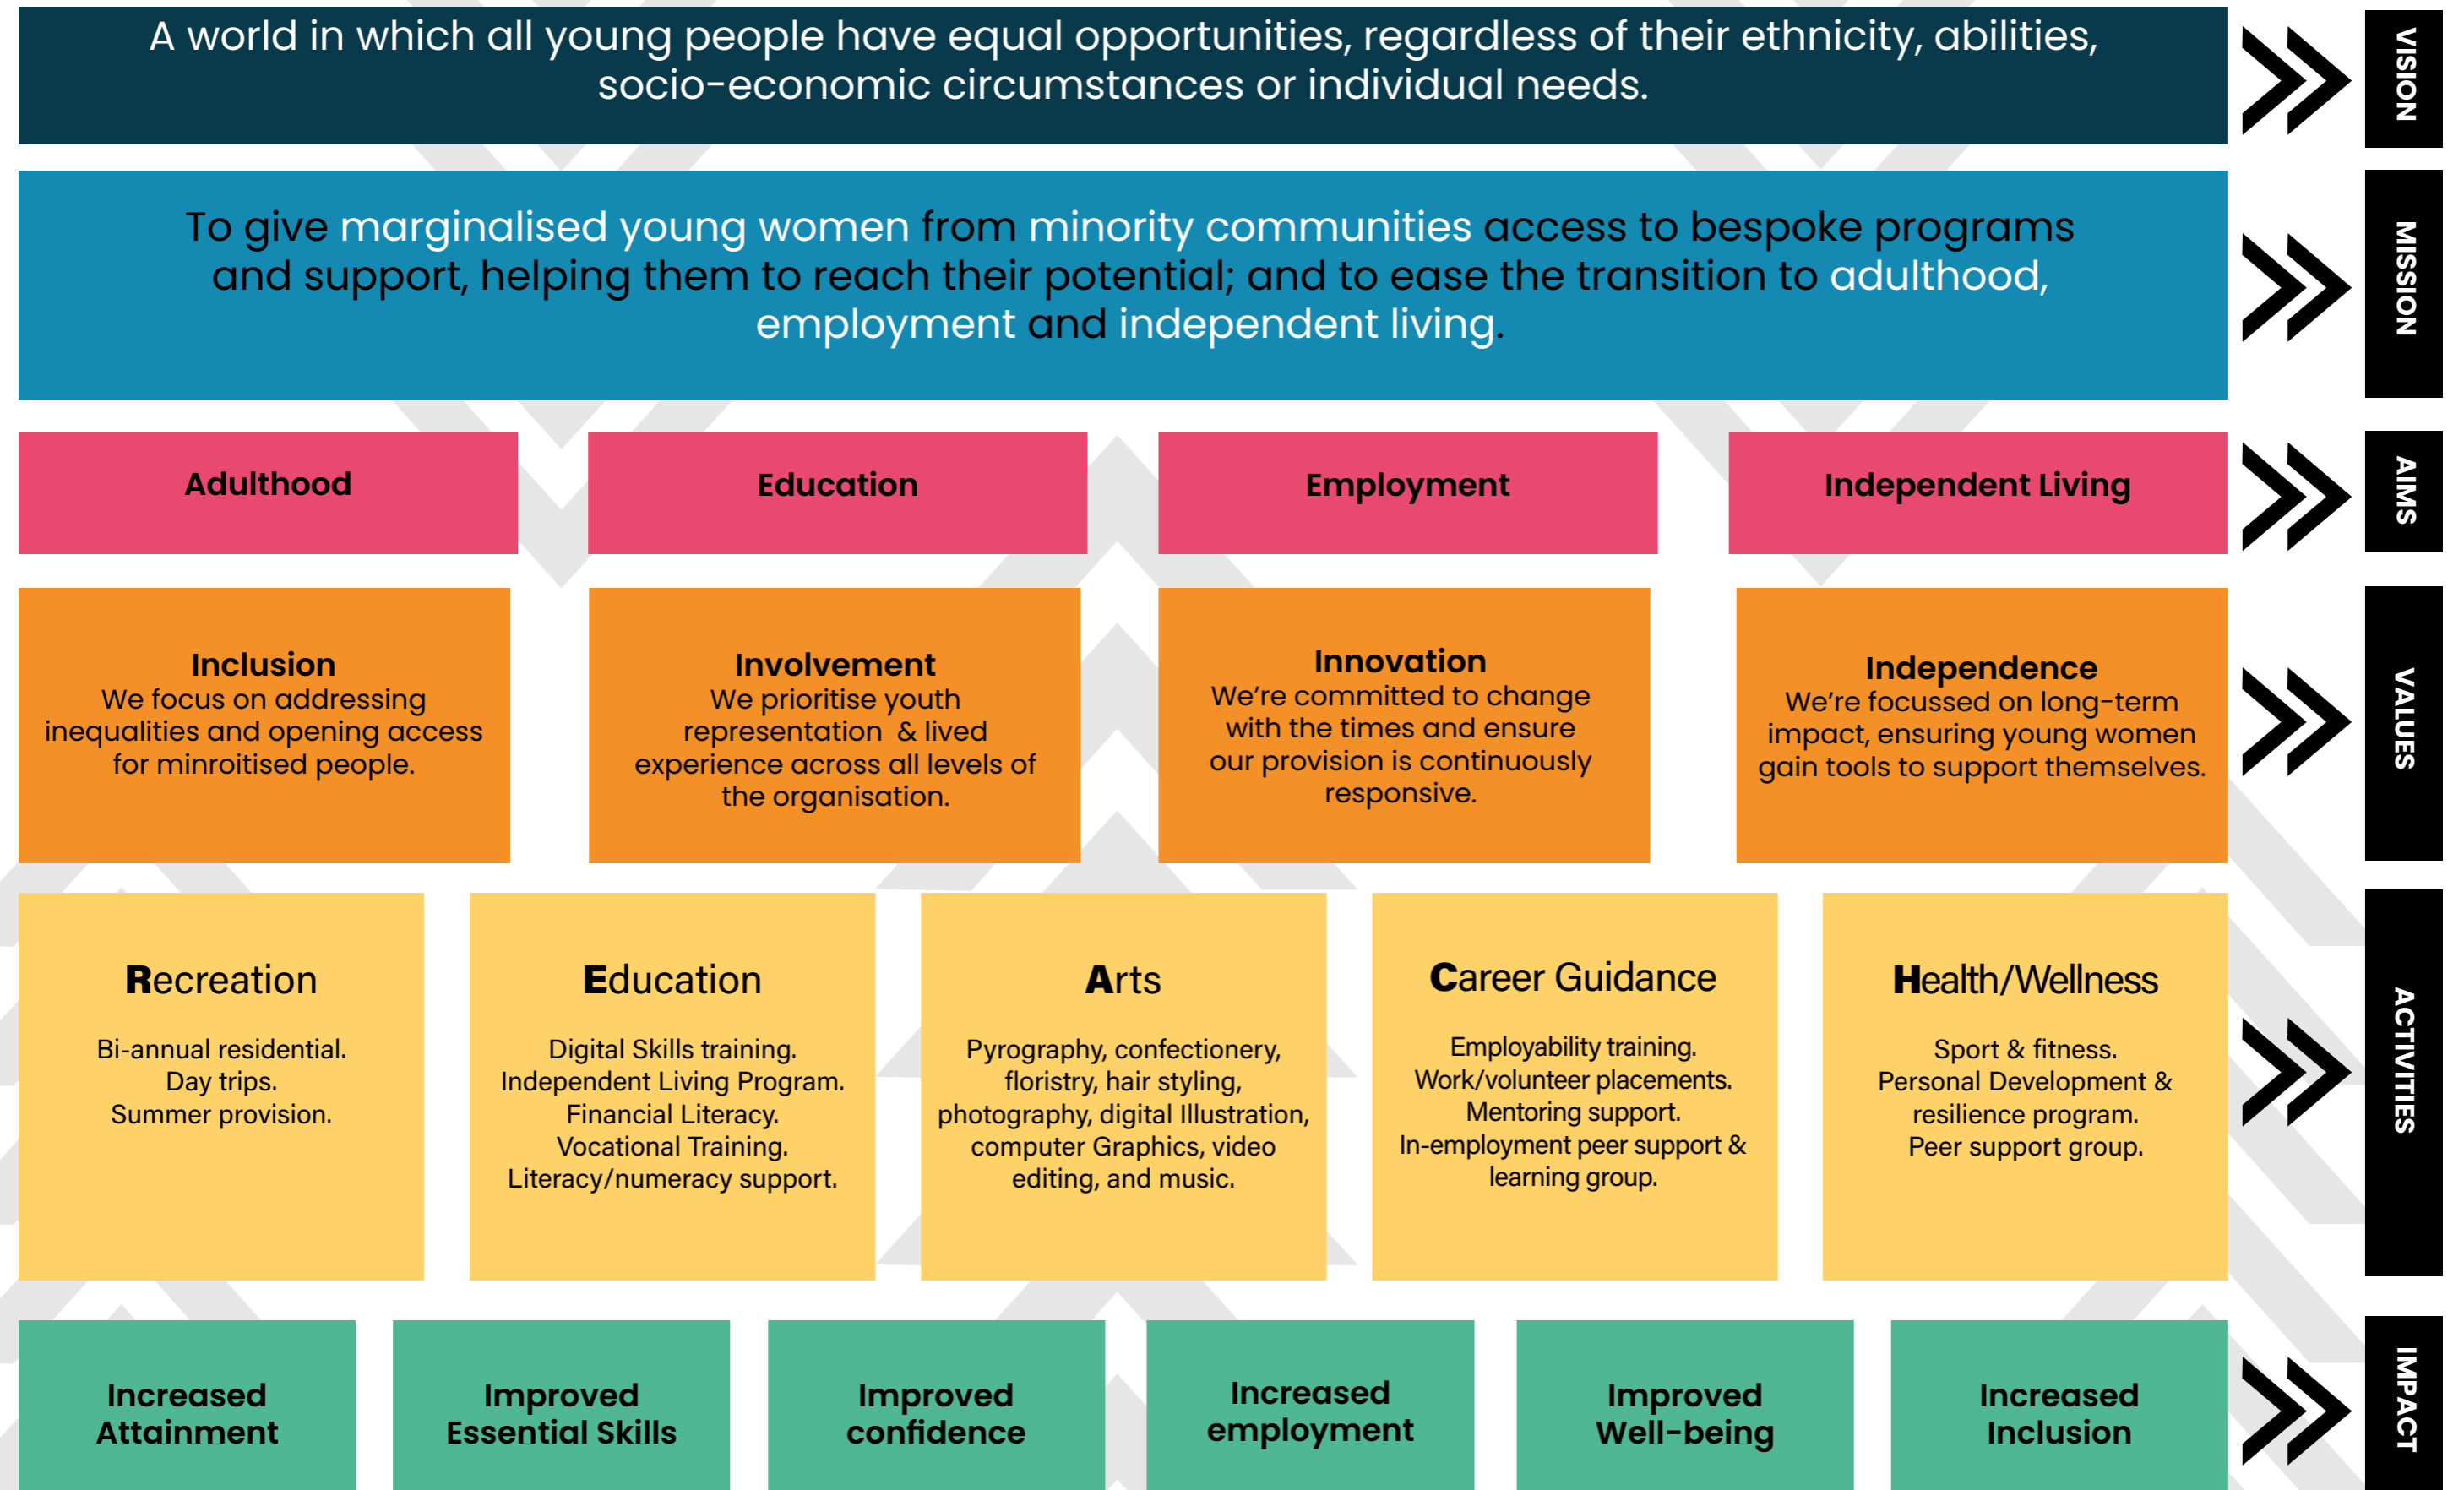 A world in which all young people have equal opportunities, regardless of their ethnicity, abilities,
socio-economic circumstances or individual needs.
VISION
To give marginalised young women from minority communities access to bespoke programs
and support, helping them to reach their potential; and to ease the transition to adulthood,
employment and independent living.
MISSION
Adulthood
Education
Employment
Independent Living
AIMS
Inclusion
We focus on addressing
inequalities and opening access
for minroitised people.
Involvement
We prioritise youth
representation & lived
experience across all levels of
the organisation.
Innovation
We're committed to change
with the times and ensure
our provision is continuously
responsive.
Independence
We're focussed on long-term
impact, ensuring young women
gain tools to support themselves.
VALUES
Recreation
Bi-annual residential.
Day trips.
Summer provision.
Education
Digital Skills training.
Independent Living Program.
Financial Literacy.
Vocational Training.
Literacy/numeracy support.
Arts
Pyrography, confectionery,
floristry, hair styling,
photography, digital Illustration,
computer Graphics, video
editing, and music.
Career Guidance
Employability training.
Work/volunteer placements.
Mentoring support.
In-employment peer support &
learning group.
Health/Wellness
Sport & fitness.
Personal Development &
resilience program.
Peer support group.
ACTIVITIES
Increased
Attainment
Improved
Essential Skills
Improved
confidence
Increased
employment
Improved
Well-being
Increased
Inclusion
IMPACT